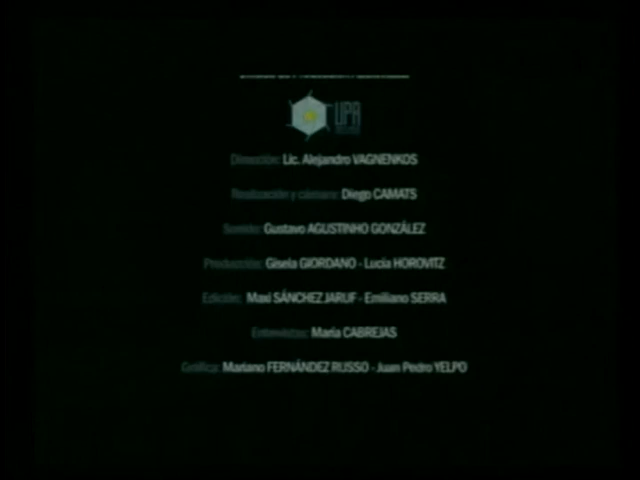 UPA
Dirección: Lic. Alejandro VAGNENKOS
Realización y cámara: Diego CAMATS
Sonido: Gustavo AGUSTINHO GONZÁLEZ
Producción: Gisela GIORDANO - Lucía HOROVITZ
Edición: Maxi SÁNCHEZ JARUF - Emiliano SERRA
Entrevistas: María CABREJAS
Gráfica: Mariano FERNÁNDEZ RUSSO - Juan Pedro YELPO